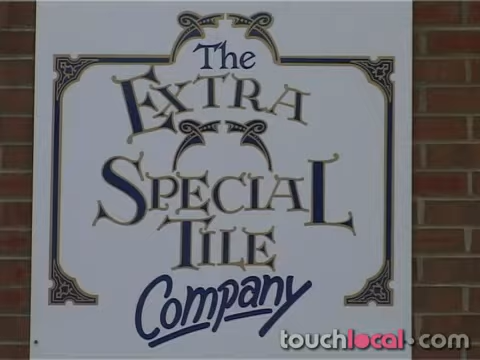 The
EXTRA
SPECIAL
TILE
Company
touchlocal.com